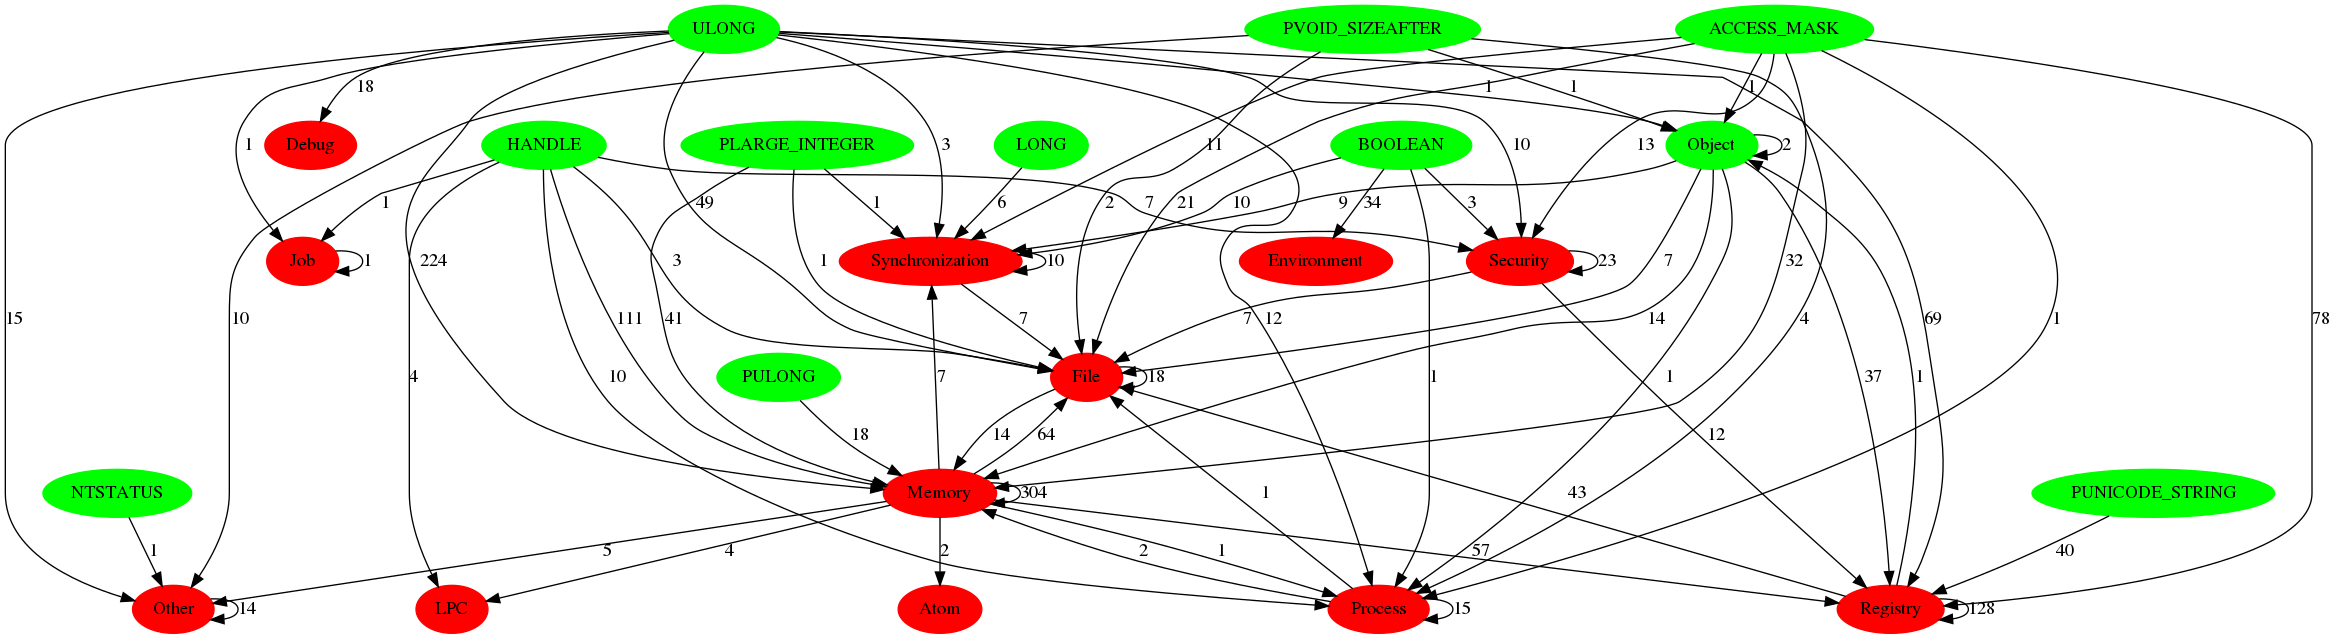 ULONG PVOID_SIZEAFTER ACCESS_MASK
18 1 1 1
Debug HANDLE PLARGE_INTEGER LONG BOOLEAN Object
1 3 11 10 13 2
1 49 1 6 2 21 10 9 34 7 3
Job Synchronization Environment Security
1 224 3 1 10 7 32 23
15 10 111 41 7 7 12 14 4 69 1 78
PULONG File
4 10 7 18 1 1 37 1
18 14 64 12
NTSTATUS Memory PUNICODE_STRING
304 1 43
1 5 4 2 2 1 57 40
Other LPC Atom Process Registry
14 15 128